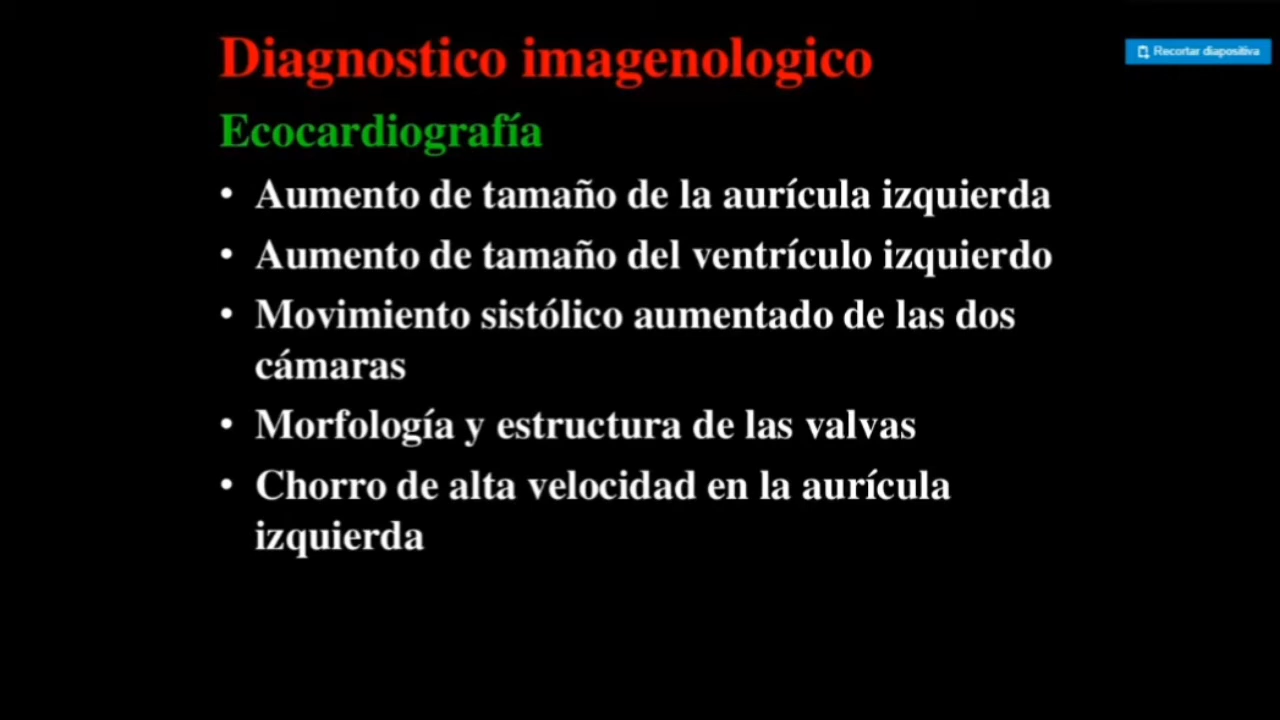 Diagnostico imagenologico
Recortar diapositiva
Ecocardiografía
• Aumento de tamaño de la aurícula izquierda
• Aumento de tamaño del ventrículo izquierdo
• Movimiento sistólico aumentado de las dos
cámaras
• Morfología y estructura de las valvas
• Chorro de alta velocidad en la aurícula
izquierda